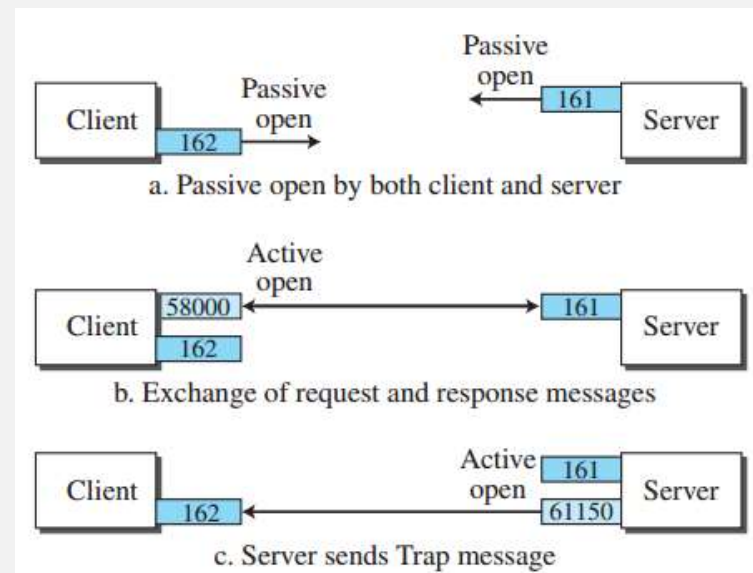 Passive
open
161
Server
Client
Passive
open
162
a. Passive open by both client and server
Active
open
58000
161
Client
Server
162
b. Exchange of request and response messages
Active
open
161
Client
Server
162
61150
c. Server sends Trap message